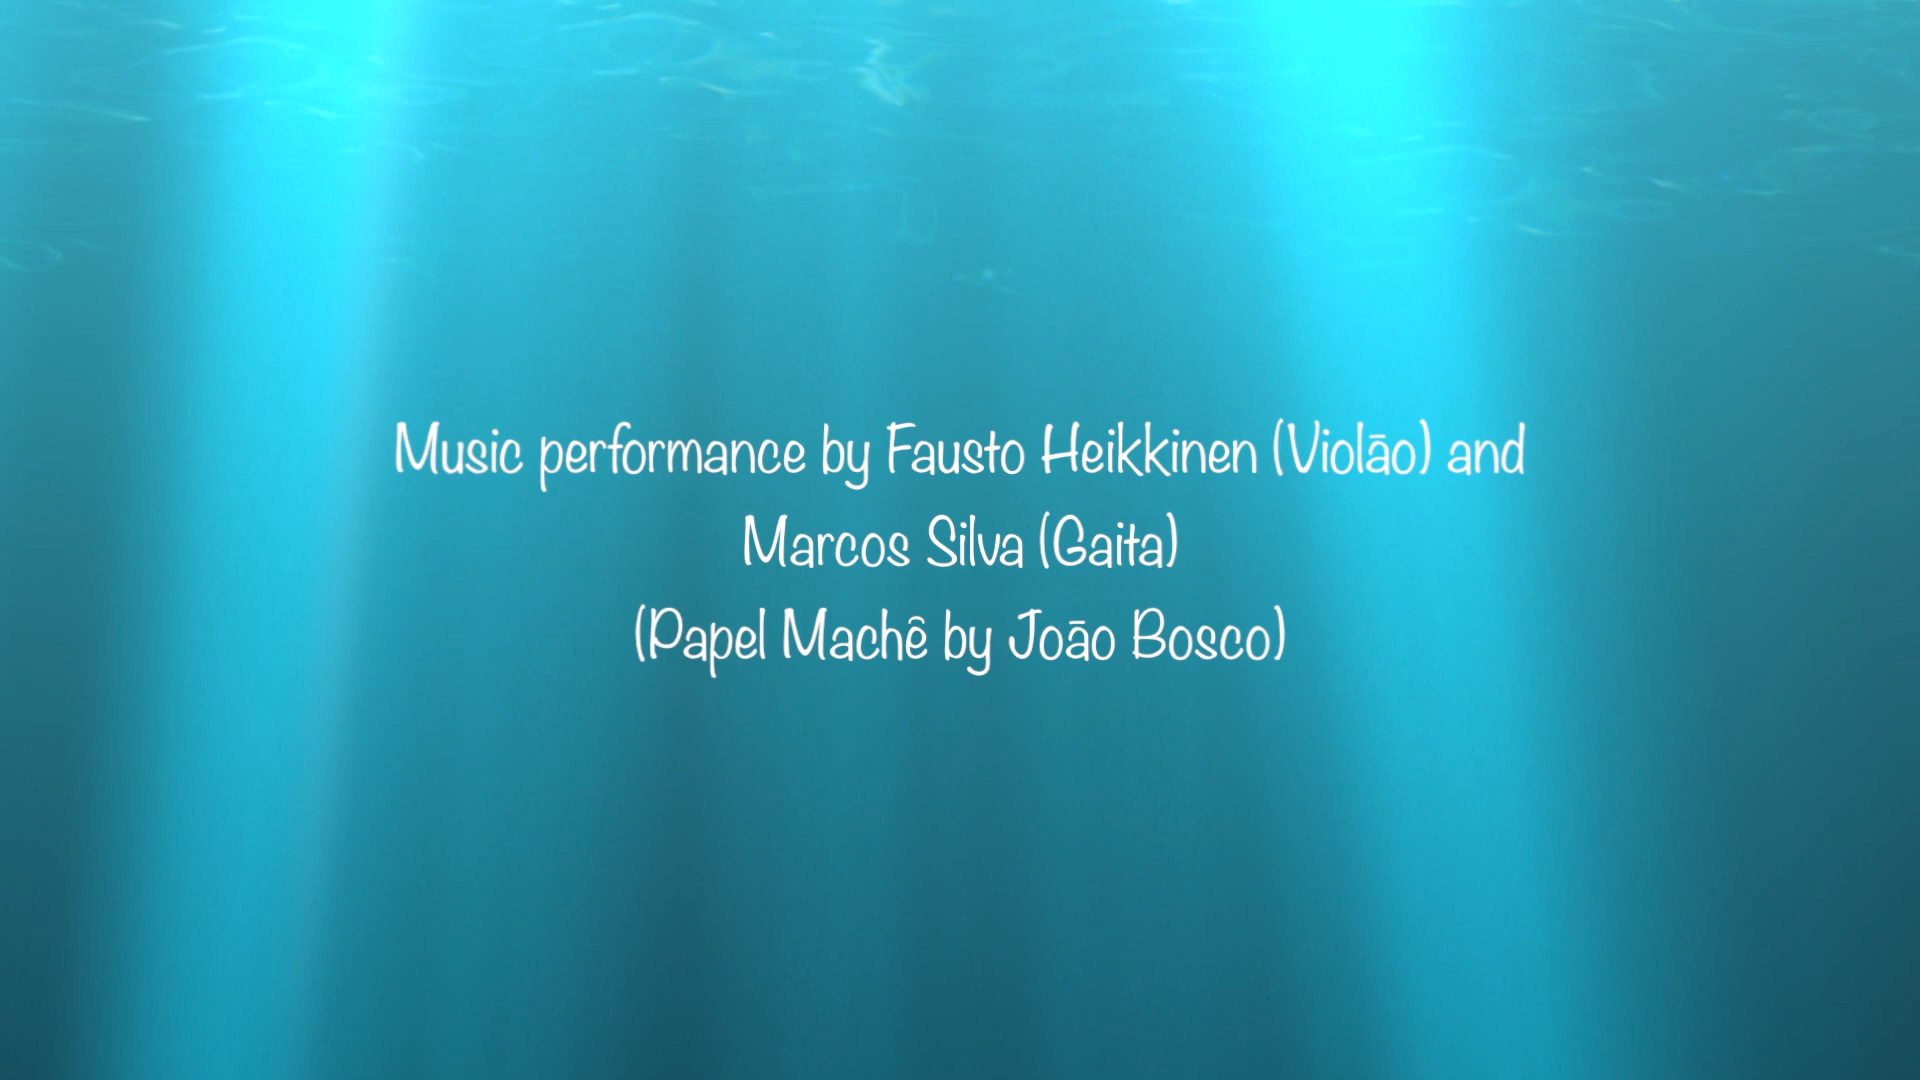 Music performance by Fausto Heikkinen (Violão) and
Marcos Silva (Gaita)
(Papel Machê by João Bosco)